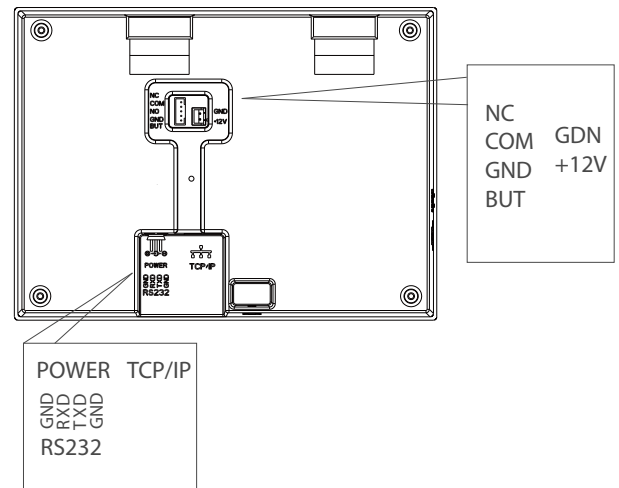 NC
COM
NO
GND
BUT
GND
+12V
POWER TCP/IP
GND
RXD
TXD
GND
RS232
NC
COM
GND
BUT
GDN
+12V
POWER TCP/IP
GND
RXD
TXD
GND
RS232